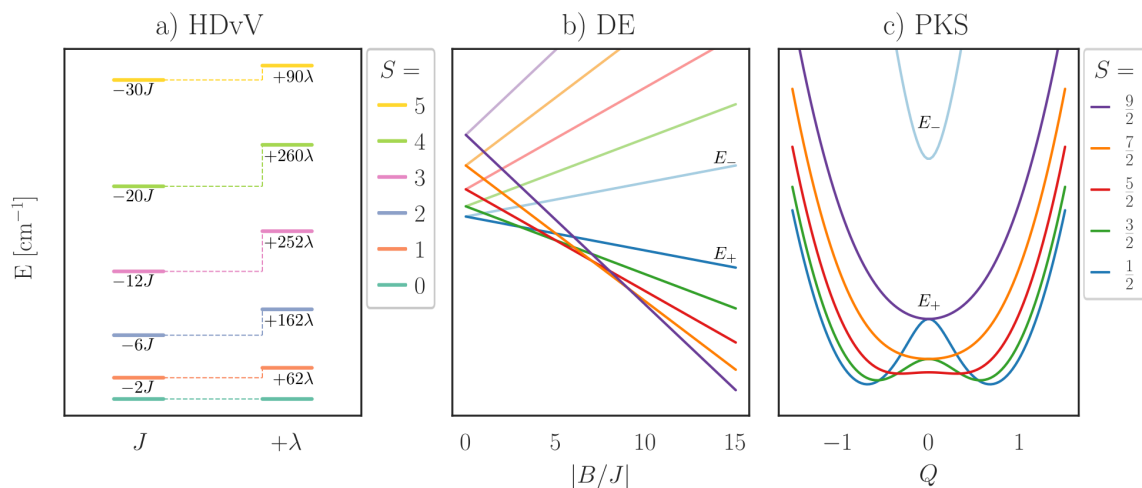 a) HDvV
b) DE
c) PKS
E [cm⁻¹]
+90λ
−30J
+260λ
−20J
+252λ
−12J
+162λ
−6J
+62λ
−2J
J
+λ
S =
5
4
3
2
1
0
E₋
E₊
0
5
10
15
|B/J|
E₋
E₊
−1
0
1
Q
S =
9/2
7/2
5/2
3/2
1/2